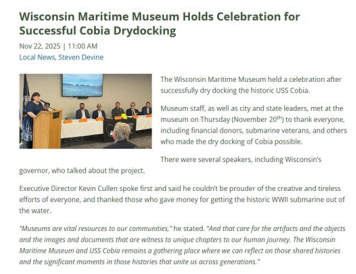 Wisconsin Maritime Museum Holds Celebration for
Successful Cobia Drydocking
Nov 22, 2025 | 11:00 AM
Local News, Steven Devine
The Wisconsin Maritime Museum held a celebration after
successfully dry docking the historic USS Cobia.
Museum staff, as well as city and state leaders, met at the
museum on Thursday (November 20th) to thank everyone,
including financial donors, submarine veterans, and others
who made the dry docking of Cobia possible.
There were several speakers, including Wisconsin's
governor, who talked about the project.
Executive Director Kevin Cullen spoke first and said he couldn't be prouder of the creative and tireless
efforts of everyone, and thanked those who gave money for getting the historic WWII submarine out of
the water.
"Museums are vital resources to our communities," he stated. "And that care for the artifacts and the objects
and the images and documents that are witness to unique chapters to our human journey. The Wisconsin
Maritime Museum and USS Cobia remains a gathering place where we can reflect on those shared histories
and the significant moments in those histories that unite us across generations."